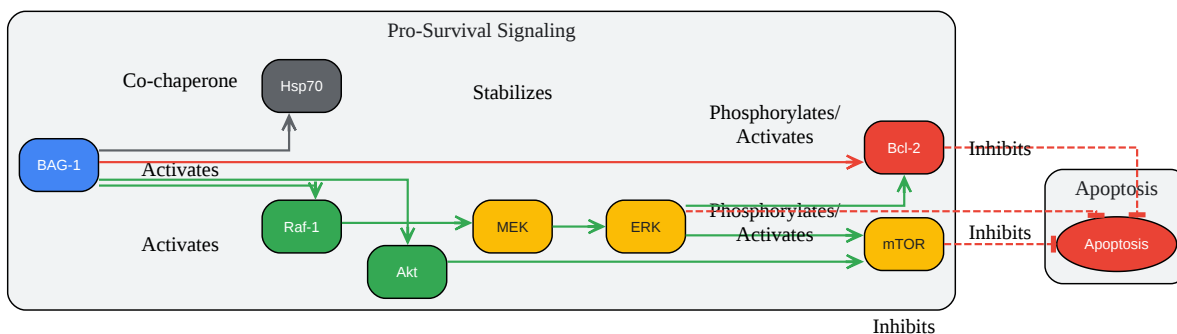 Pro-Survival Signaling
Co-chaperone
Hsp70
Stabilizes
Phosphorylates/
Activates
BAG-1
Activates
Bcl-2
Inhibits
Apoptosis
Raf-1
MEK
ERK
Phosphorylates/
Activates
mTOR
Inhibits
Apoptosis
Activates
Akt
Inhibits